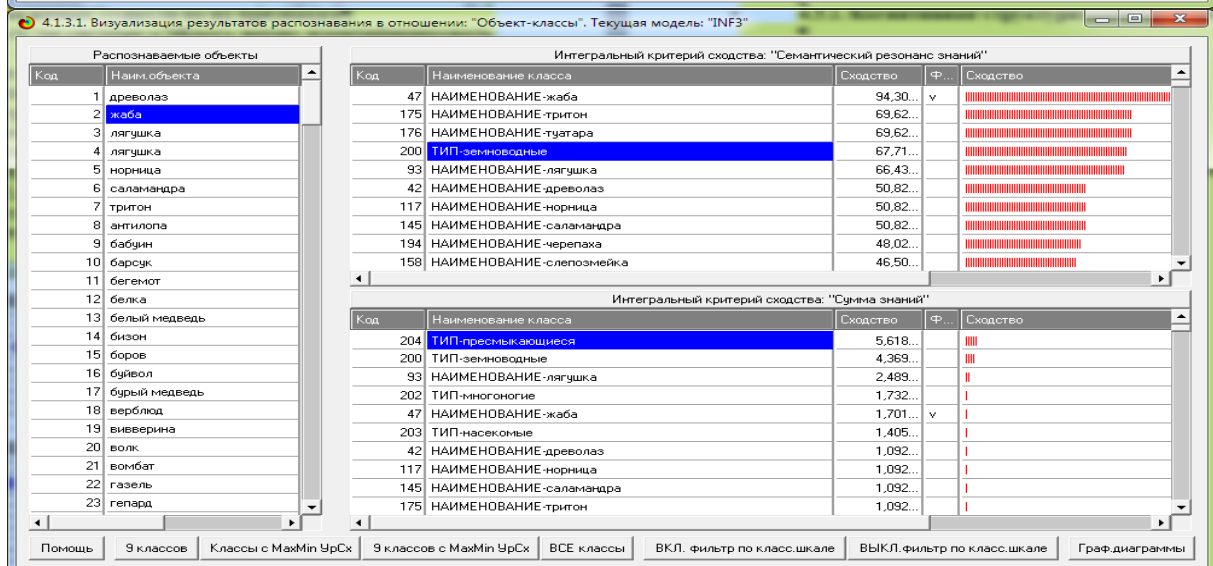 4.1.3.1. Визуализация результатов распознавания в отношении: "Объект-классы". Текущая модель: "INF3"
Распознаваемые объекты
Код Наим.объекта
1 древолаз
2 жаба
3 лягушка
4 лягушка
5 норница
6 саламандра
7 тритон
8 антилопа
9 бабуин
10 барсук
11 бегемот
12 белка
13 белый медведь
14 бизон
15 боров
16 буйвол
17 бурый медведь
18 верблюд
19 вивверина
20 волк
21 вомбат
22 газель
23 гепард
Интегральный критерий сходства: "Семантический резонанс знаний"
Код Наименование класса Сходство Ф... Сходство
47 НАИМЕНОВАНИЕ-жаба 94,30... v
175 НАИМЕНОВАНИЕ-тритон 69,62...
176 НАИМЕНОВАНИЕ-туатара 69,62...
200 ТИП-земноводные 67,71...
93 НАИМЕНОВАНИЕ-лягушка 66,43...
42 НАИМЕНОВАНИЕ-древолаз 50,82...
117 НАИМЕНОВАНИЕ-норница 50,82...
145 НАИМЕНОВАНИЕ-саламандра 50,82...
194 НАИМЕНОВАНИЕ-черепаха 48,02...
158 НАИМЕНОВАНИЕ-слепозмейка 46,50...
Интегральный критерий сходства: "Сумма знаний"
Код Наименование класса Сходство Ф... Сходство
204 ТИП-пресмыкающиеся 5,618...
200 ТИП-земноводные 4,369...
93 НАИМЕНОВАНИЕ-лягушка 2,489...
202 ТИП-многоногие 1,732...
47 НАИМЕНОВАНИЕ-жаба 1,701... v
203 ТИП-насекомые 1,405...
42 НАИМЕНОВАНИЕ-древолаз 1,092...
117 НАИМЕНОВАНИЕ-норница 1,092...
145 НАИМЕНОВАНИЕ-саламандра 1,092...
175 НАИМЕНОВАНИЕ-тритон 1,092...
Помощь 9 классов Классы с MaxMin УрСх 9 классов с MaxMin УрСх ВСЕ классы ВКЛ. фильтр по класс.шкале ВЫКЛ.фильтр по класс.шкале Граф.диаграммы